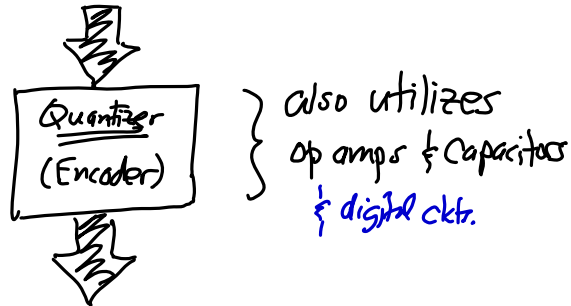 Quantizer
(Encoder)
also utilizes
op amps & Capacitors
& digital ckts.